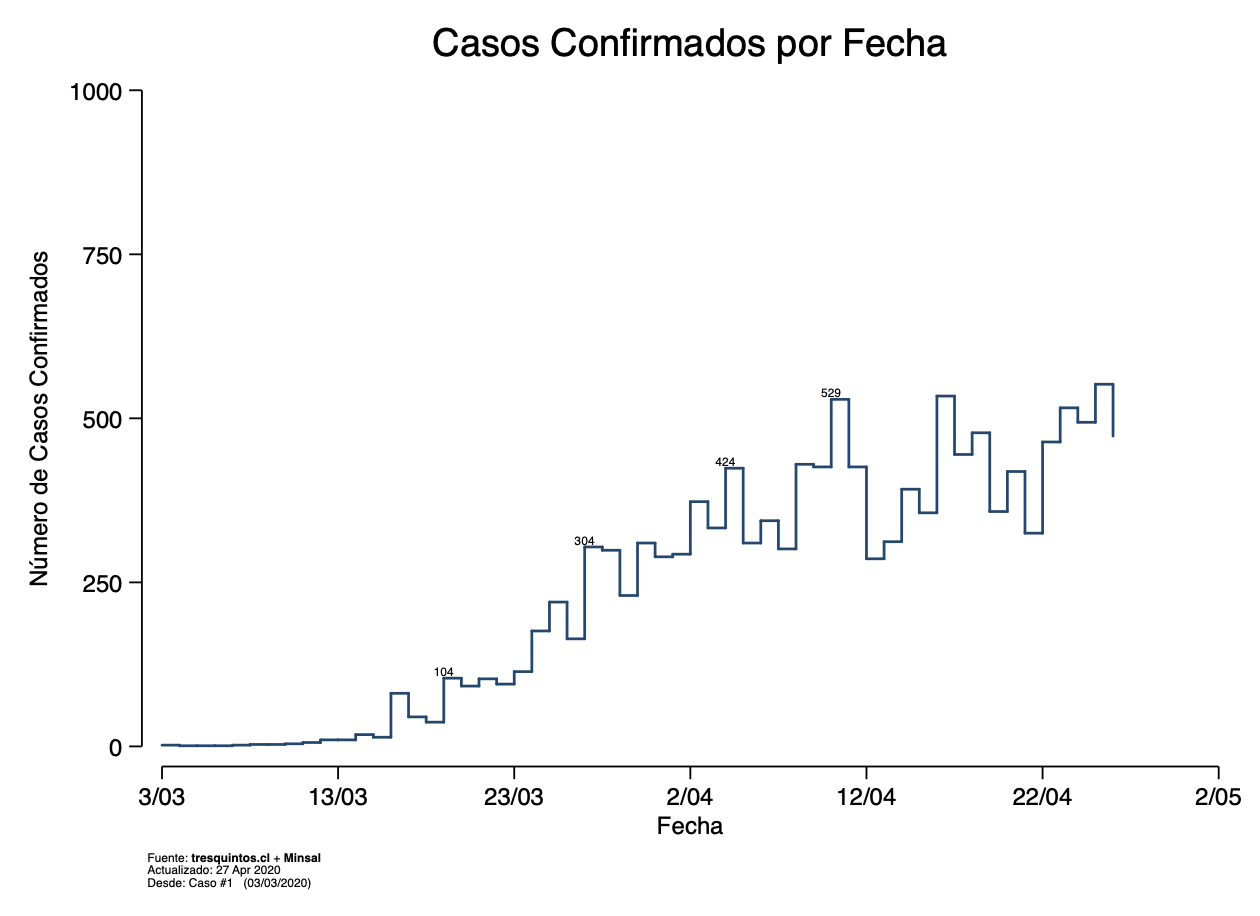 Casos Confirmados por Fecha
1000
750
500
250
0
Número de Casos Confirmados
104
304
424
529
3/03
13/03
23/03
2/04
12/04
22/04
2/05
Fecha
Fuente: tresquintos.cl + Minsal
Actualizado: 27 Apr 2020
Desde: Caso #1 (03/03/2020)